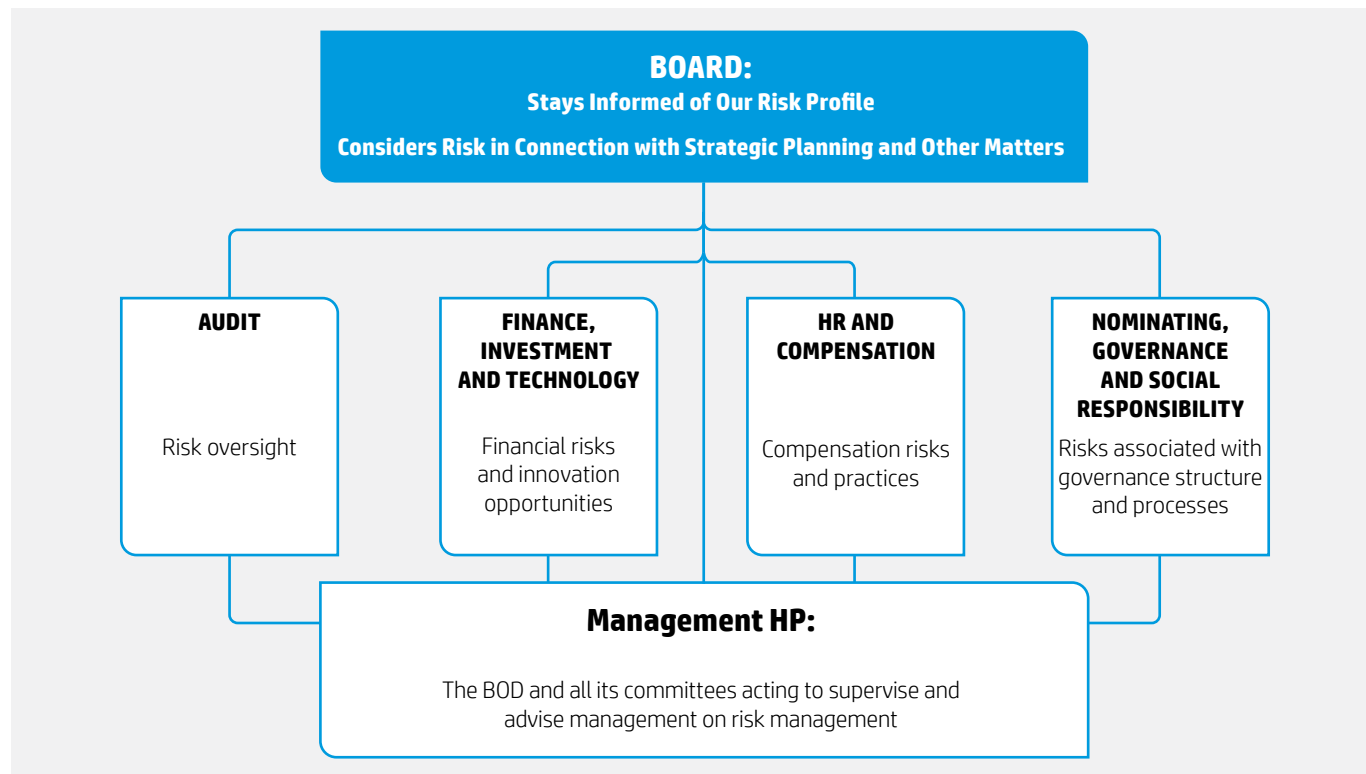 BOARD:
Stays Informed of Our Risk Profile
Considers Risk in Connection with Strategic Planning and Other Matters
AUDIT
Risk oversight
FINANCE,
INVESTMENT
AND TECHNOLOGY
Financial risks
and innovation
opportunities
HR AND
COMPENSATION
Compensation risks
and practices
NOMINATING,
GOVERNANCE
AND SOCIAL
RESPONSIBILITY
Risks associated with
governance structure
and processes
Management HP:
The BOD and all its committees acting to supervise and
advise management on risk management